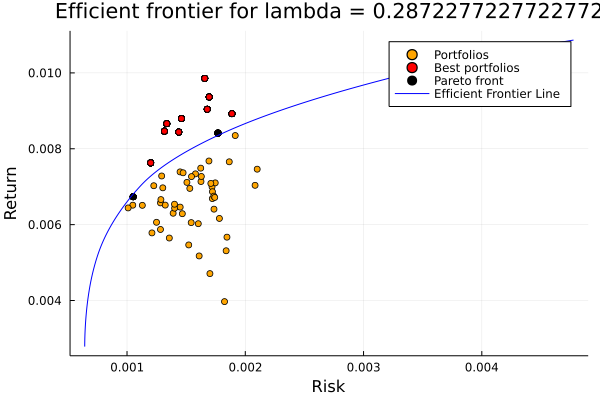 Efficient frontier for lambda = 0.2872277227722772
Portfolios
Best portfolios
Pareto front
Efficient Frontier Line
0.010
0.008
0.006
0.004
Return
0.001
0.002
0.003
0.004
Risk